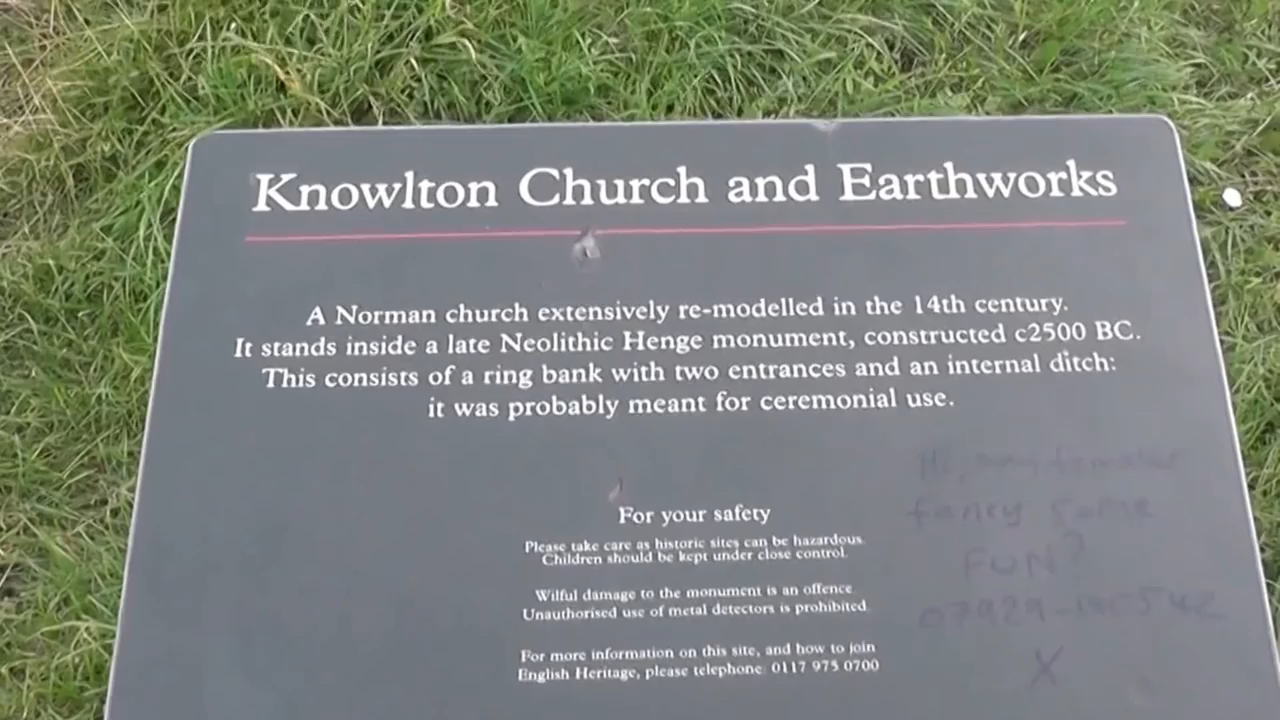 Knowlton Church and Earthworks
A Norman church extensively re-modelled in the 14th century.
It stands inside a late Neolithic Henge monument, constructed c2500 BC.
This consists of a ring bank with two entrances and an internal ditch:
it was probably meant for ceremonial use.
For your safety
Please take care as historic sites can be hazardous.
Children should be kept under close control.
Wilful damage to the monument is an offence.
Unauthorised use of metal detectors is prohibited.
For more information on this site, and how to join
English Heritage, please telephone: 0117 975 0700
Hi, any females
fancy some
FUN?
X